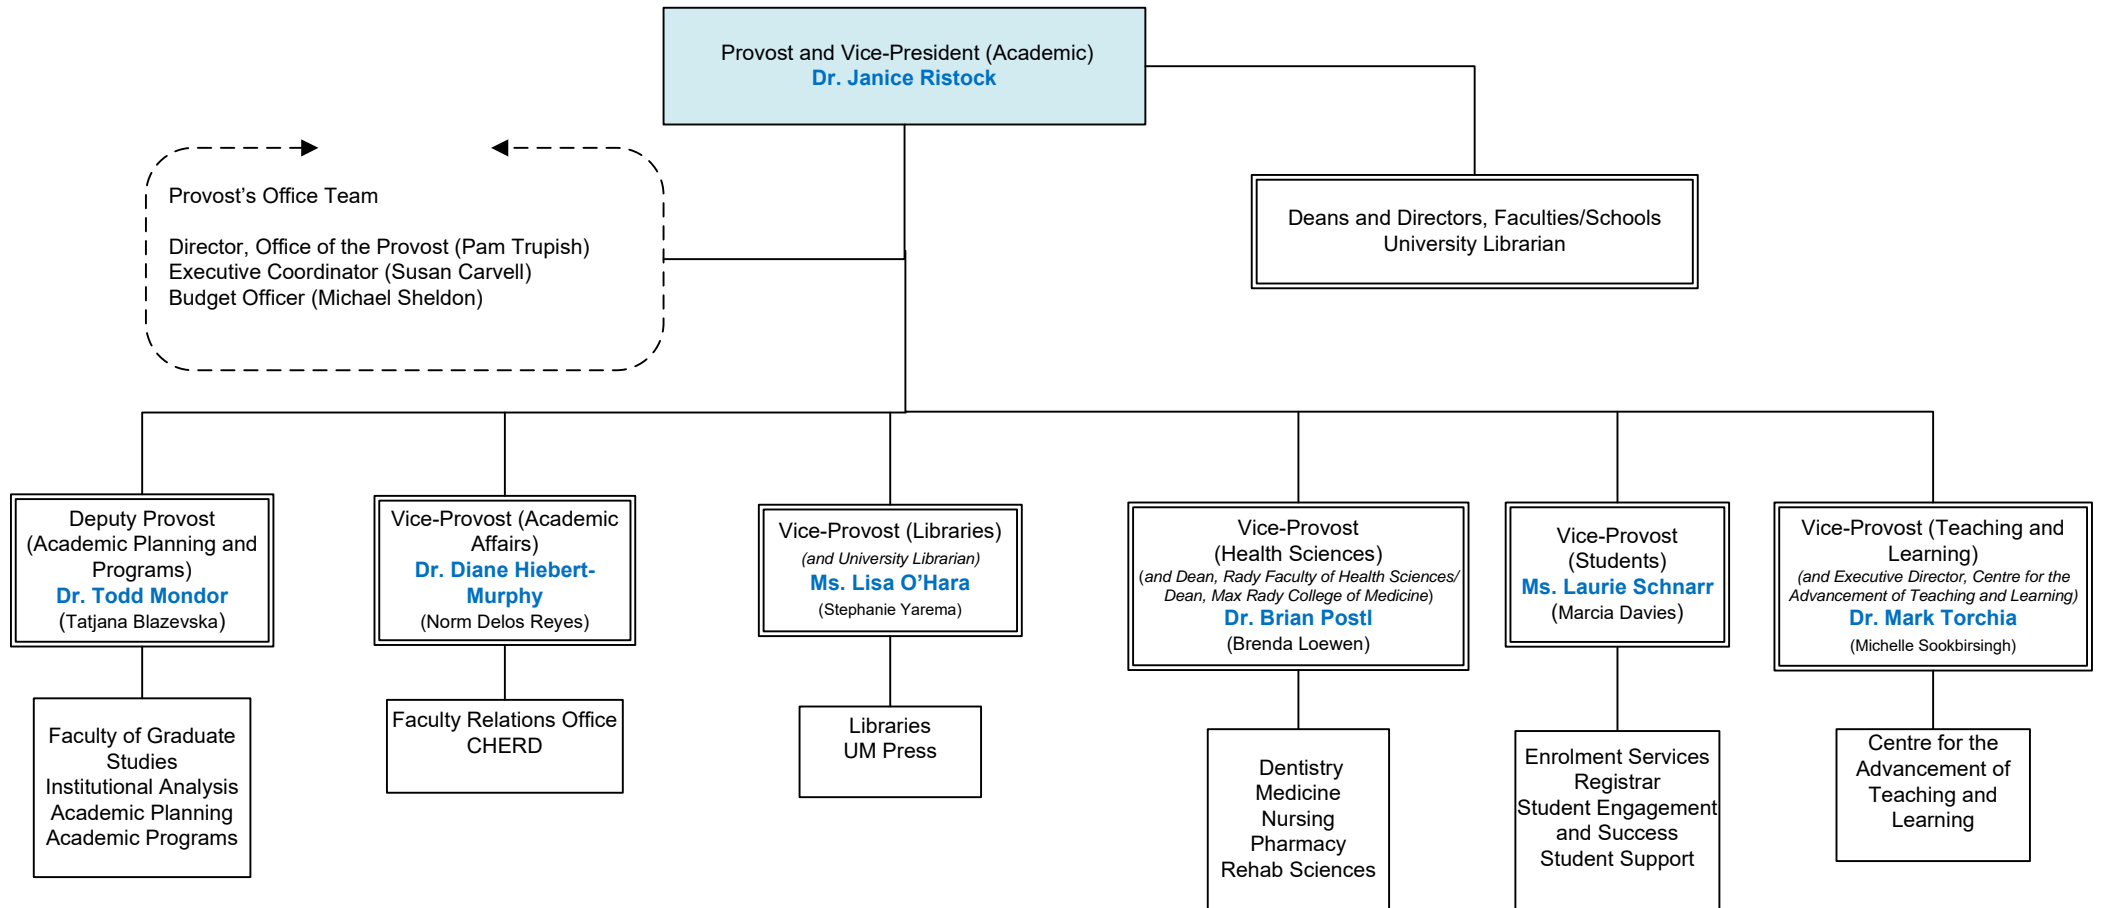 Provost and Vice-President (Academic)
Dr. Janice Ristock
Provost’s Office Team
Director, Office of the Provost (Pam Trupish)
Executive Coordinator (Susan Carvell)
Budget Officer (Michael Sheldon)
Deans and Directors, Faculties/Schools
University Librarian
Deputy Provost
(Academic Planning and
Programs)
Dr. Todd Mondor
(Tatjana Blazevska)
Vice-Provost (Academic
Affairs)
Dr. Diane Hiebert-
Murphy
(Norm Delos Reyes)
Vice-Provost (Libraries)
(and University Librarian)
Ms. Lisa O’Hara
(Stephanie Yarema)
Vice-Provost
(Health Sciences)
(and Dean, Rady Faculty of Health Sciences/
Dean, Max Rady College of Medicine)
Dr. Brian Postl
(Brenda Loewen)
Vice-Provost
(Students)
Ms. Laurie Schnarr
(Marcia Davies)
Vice-Provost (Teaching and
Learning)
(and Executive Director, Centre for the
Advancement of Teaching and Learning)
Dr. Mark Torchia
(Michelle Sookbirsingh)
Faculty of Graduate
Studies
Institutional Analysis
Academic Planning
Academic Programs
Faculty Relations Office
CHERD
Libraries
UM Press
Dentistry
Medicine
Nursing
Pharmacy
Rehab Sciences
Enrolment Services
Registrar
Student Engagement
and Success
Student Support
Centre for the
Advancement of
Teaching and
Learning